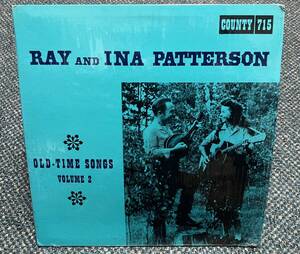 COUNTY 715
RAY AND INA PATTERSON
OLD-TIME SONGS
VOLUME 2